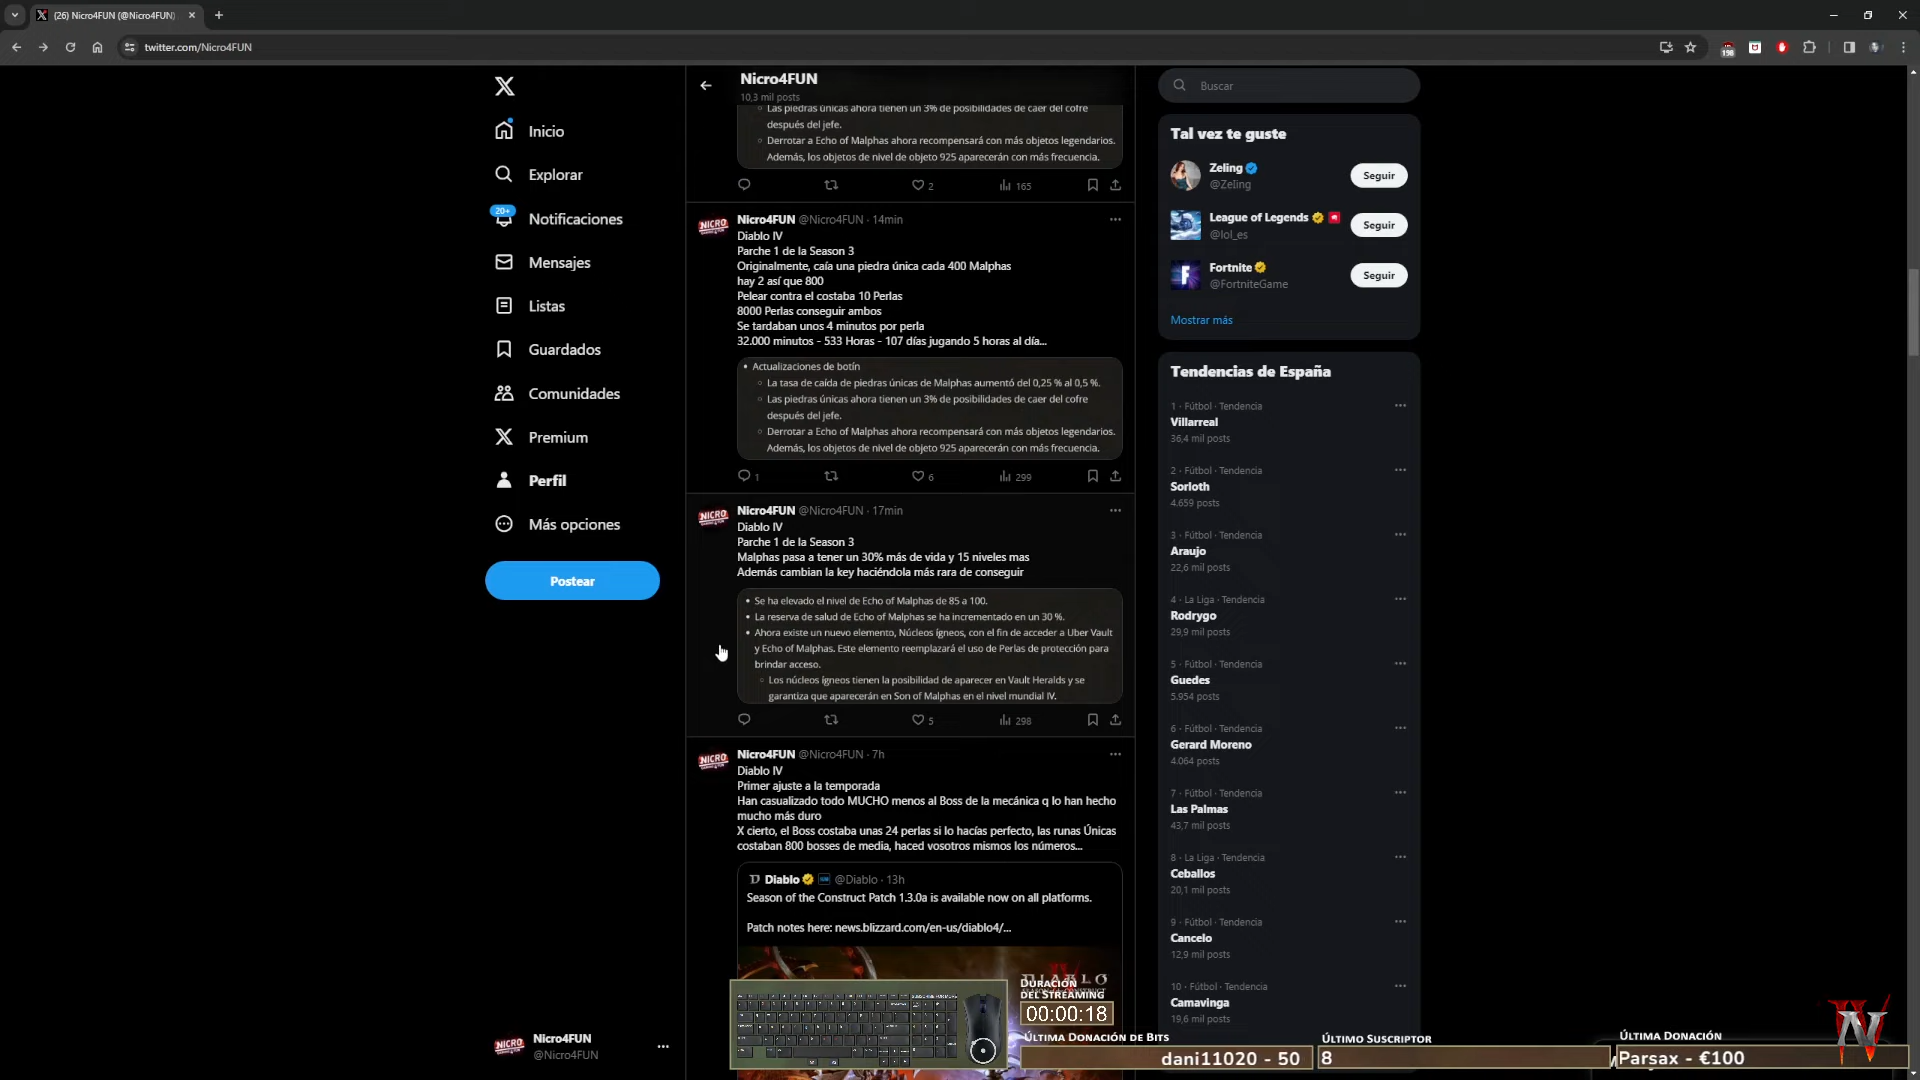 (26) Nicro4FUN (@Nicro4FUN)
twitter.com/Nicro4FUN
198
Inicio
Explorar
20+
Notificaciones
Mensajes
Listas
Guardados
Comunidades
Premium
Perfil
Más opciones
Postear
Nicro4FUN
@Nicro4FUN
Nicro4FUN
10,3 mil posts
Las piedras únicas ahora tienen un 3% de posibilidades de caer del cofre
después del jefe.
Derrotar a Echo of Malphas ahora recompensará con más objetos legendarios.
Además, los objetos de nivel de objeto 925 aparecerán con más frecuencia.
2
165
NICRO
Nicro4FUN @Nicro4FUN · 14min
Diablo IV
Parche 1 de la Season 3
Originalmente, caía una piedra única cada 400 Malphas
hay 2 así que 800
Pelear contra el costaba 10 Perlas
8000 Perlas conseguir ambos
Se tardaban unos 4 minutos por perla
32.000 minutos - 533 Horas - 107 días jugando 5 horas al día...
• Actualizaciones de botín
La tasa de caída de piedras únicas de Malphas aumentó del 0,25 % al 0,5 %.
Las piedras únicas ahora tienen un 3% de posibilidades de caer del cofre
después del jefe.
Derrotar a Echo of Malphas ahora recompensará con más objetos legendarios.
Además, los objetos de nivel de objeto 925 aparecerán con más frecuencia.
1
6
299
NICRO
Nicro4FUN @Nicro4FUN · 17min
Diablo IV
Parche 1 de la Season 3
Malphas pasa a tener un 30% más de vida y 15 niveles mas
Además cambian la key haciéndola más rara de conseguir
• Se ha elevado el nivel de Echo of Malphas de 85 a 100.
• La reserva de salud de Echo of Malphas se ha incrementado en un 30 %.
• Ahora existe un nuevo elemento, Núcleos ígneos, con el fin de acceder a Uber Vault
y Echo of Malphas. Este elemento reemplazará el uso de Perlas de protección para
brindar acceso.
Los núcleos ígneos tienen la posibilidad de aparecer en Vault Heralds y se
garantiza que aparecerán en Son of Malphas en el nivel mundial IV.
5
298
NICRO
Nicro4FUN @Nicro4FUN · 7h
Diablo IV
Primer ajuste a la temporada
Han casualizado todo MUCHO menos al Boss de la mecánica q lo han hecho
mucho más duro
X cierto, el Boss costaba unas 24 perlas si lo hacías perfecto, las runas Únicas
costaban 800 bosses de media, haced vosotros mismos los números...
Diablo @Diablo · 13h
Season of the Construct Patch 1.3.0a is available now on all platforms.
Patch notes here: news.blizzard.com/en-us/diablo4/...
DIABLO
Buscar
Tal vez te guste
Zeling
@Zeling
Seguir
League of Legends
@lol_es
Seguir
Fortnite
@FortniteGame
Seguir
Mostrar más
Tendencias de España
1 · Fútbol · Tendencia
Villarreal
36,4 mil posts
2 · Fútbol · Tendencia
Sorloth
4.659 posts
3 · Fútbol · Tendencia
Araujo
22,6 mil posts
4 · La Liga · Tendencia
Rodrygo
29,9 mil posts
5 · Fútbol · Tendencia
Guedes
5.954 posts
6 · Fútbol · Tendencia
Gerard Moreno
4.064 posts
7 · Fútbol · Tendencia
Las Palmas
43,7 mil posts
8 · La Liga · Tendencia
Ceballos
20,1 mil posts
9 · Fútbol · Tendencia
Cancelo
12,9 mil posts
10 · Fútbol · Tendencia
Camavinga
19,6 mil posts
DURACIÓN
DEL STREAMING
00:00:18
ÚLTIMA DONACIÓN DE BITS
dani11020 - 50
ÚLTIMO SUSCRIPTOR
8
ÚLTIMA DONACIÓN
Parsax - €100